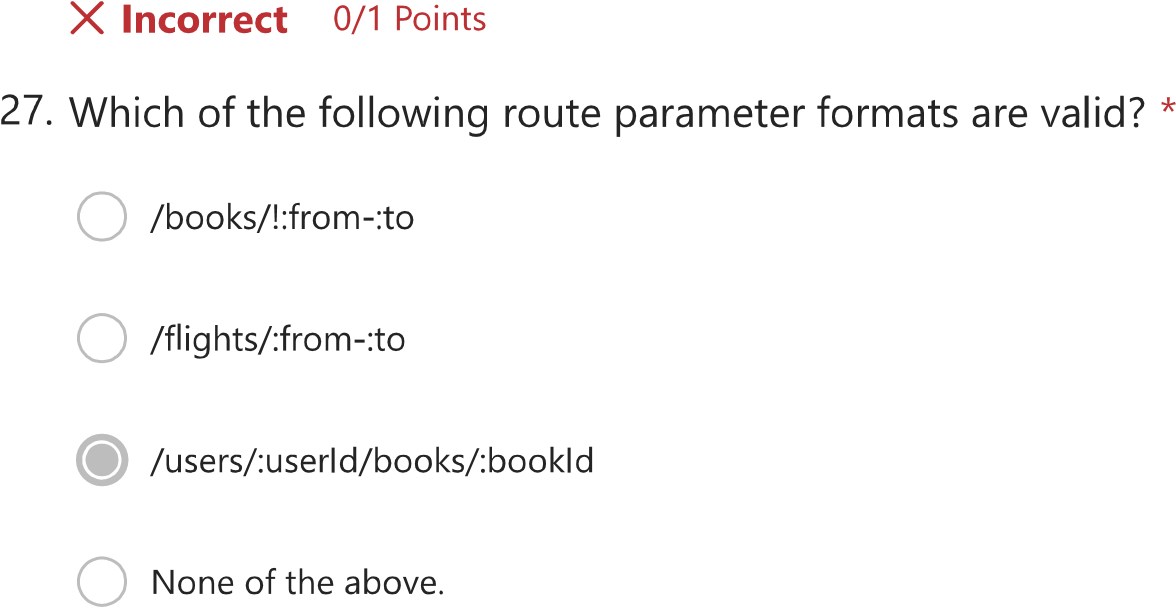 Incorrect 0/1 Points
27. Which of the following route parameter formats are valid? *
/books/!:from-:to
/flights/:from-:to
/users/:userId/books/:bookId
None of the above.